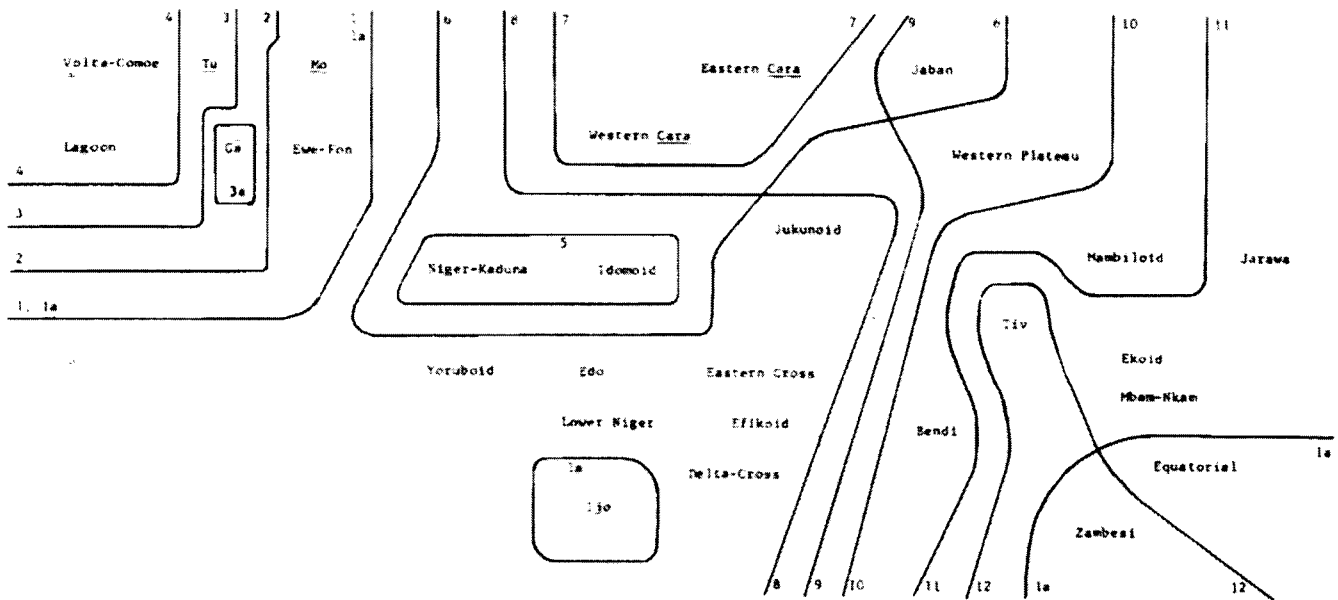 4 3 2 1 6 8 7 7 9 6 10 11
1a
Volta-Comoe Tu Mo Eastern Cara Jaban
Western Cara
Lagoon Ga Ewe-Fon Western Plateau
4 3a
3
Jukunoid
5
2 Niger-Kaduna Idomoid Mambiloid Jarawa
1, 1a
Tiv
Yoruboid Edo Eastern Cross Ekoid
Mbam-Nkam
Lower Niger Efikoid Bendi
1a Delta-Cross Equatorial 1a
Ijo
Zambesi
8 9 10 11 12 1a 12